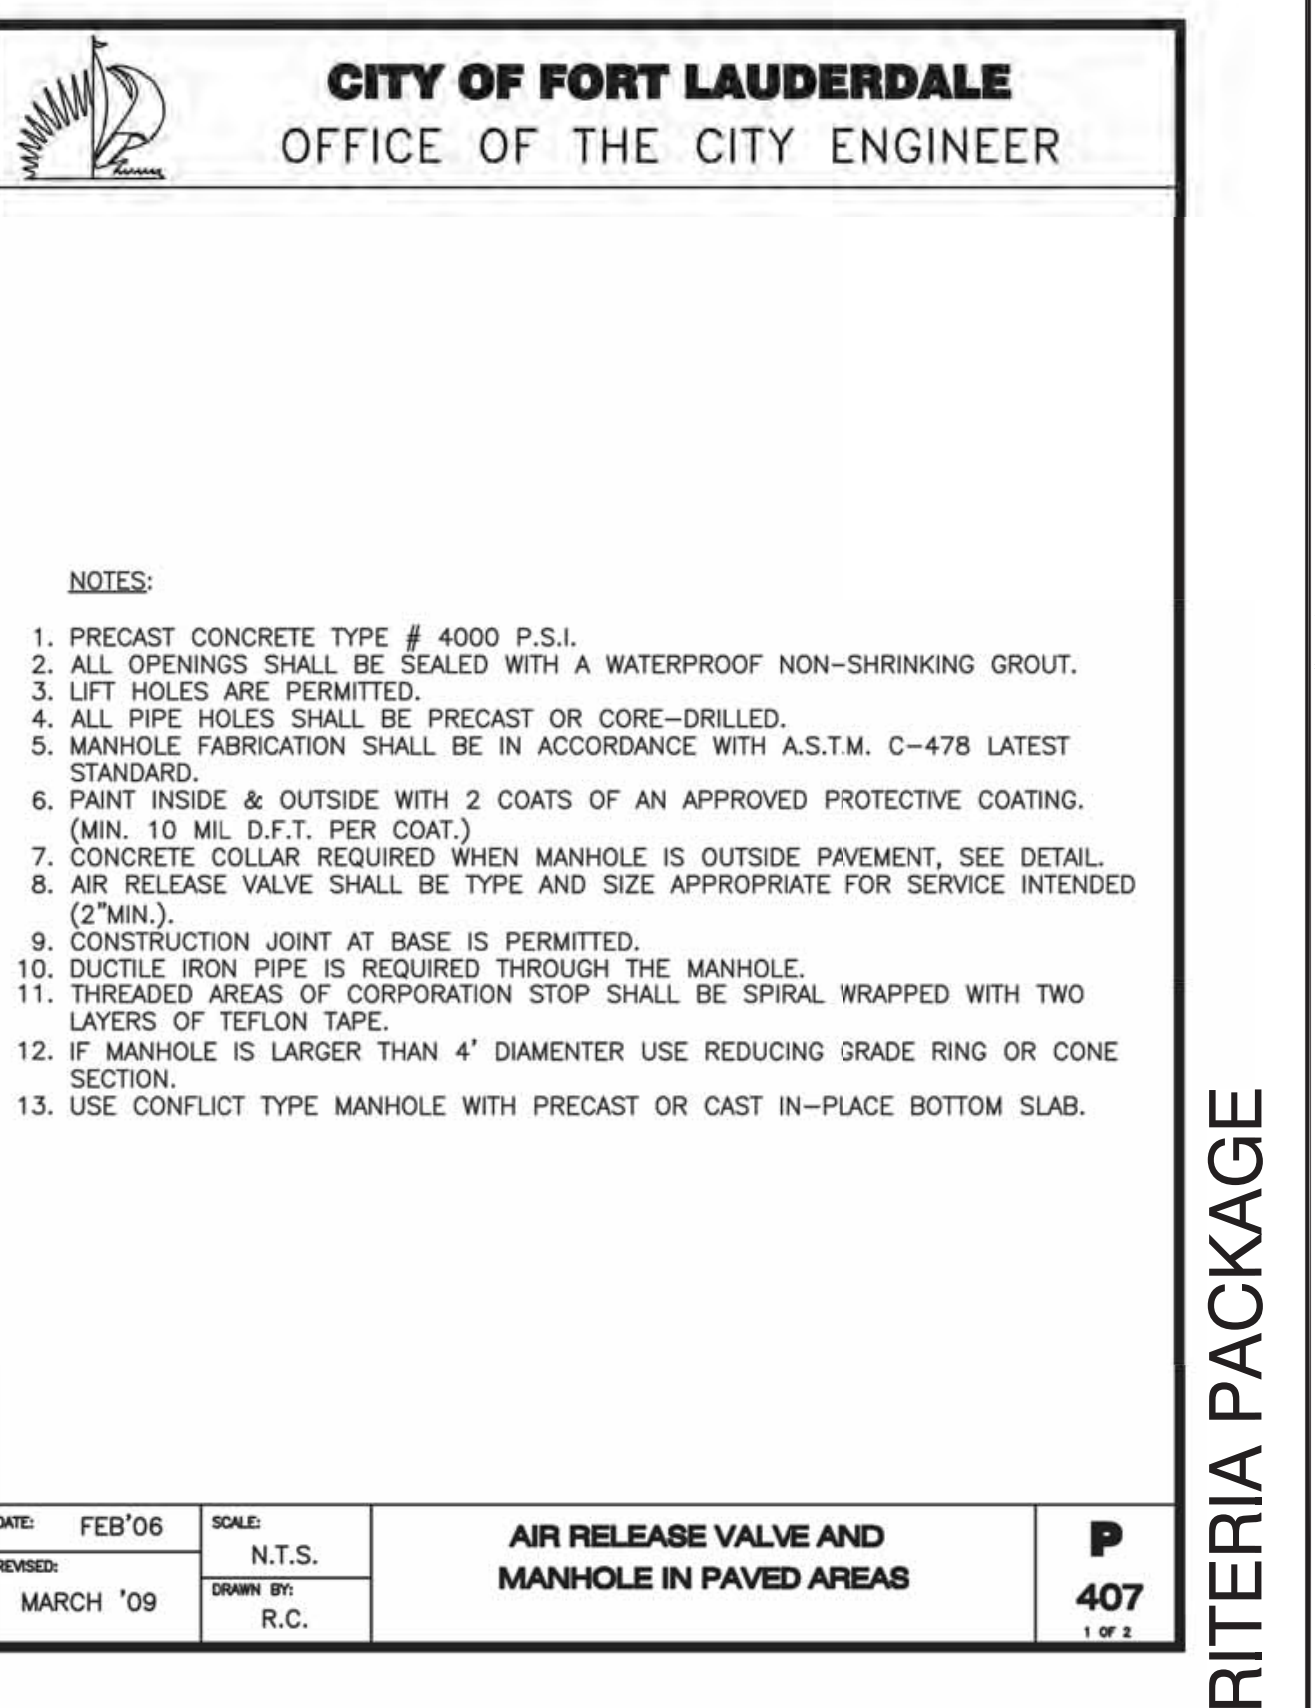 CITY OF FORT LAUDERDALE
OFFICE OF THE CITY ENGINEER
NOTES:
1. PRECAST CONCRETE TYPE # 4000 P.S.I.
2. ALL OPENINGS SHALL BE SEALED WITH A WATERPROOF NON-SHRINKING GROUT.
3. LIFT HOLES ARE PERMITTED.
4. ALL PIPE HOLES SHALL BE PRECAST OR CORE-DRILLED.
5. MANHOLE FABRICATION SHALL BE IN ACCORDANCE WITH A.S.T.M. C-478 LATEST
STANDARD.
6. PAINT INSIDE & OUTSIDE WITH 2 COATS OF AN APPROVED PROTECTIVE COATING.
(MIN. 10 MIL D.F.T. PER COAT.)
7. CONCRETE COLLAR REQUIRED WHEN MANHOLE IS OUTSIDE PAVEMENT, SEE DETAIL.
8. AIR RELEASE VALVE SHALL BE TYPE AND SIZE APPROPRIATE FOR SERVICE INTENDED
(2"MIN.).
9. CONSTRUCTION JOINT AT BASE IS PERMITTED.
10. DUCTILE IRON PIPE IS REQUIRED THROUGH THE MANHOLE.
11. THREADED AREAS OF CORPORATION STOP SHALL BE SPIRAL WRAPPED WITH TWO
LAYERS OF TEFLON TAPE.
12. IF MANHOLE IS LARGER THAN 4' DIAMENTER USE REDUCING GRADE RING OR CONE
SECTION.
13. USE CONFLICT TYPE MANHOLE WITH PRECAST OR CAST IN-PLACE BOTTOM SLAB.
DATE: FEB'06
REVISED:
MARCH '09
SCALE:
N.T.S.
DRAWN BY:
R.C.
AIR RELEASE VALVE AND
MANHOLE IN PAVED AREAS
P
407
1 OF 2
RITERIA PACKAGE